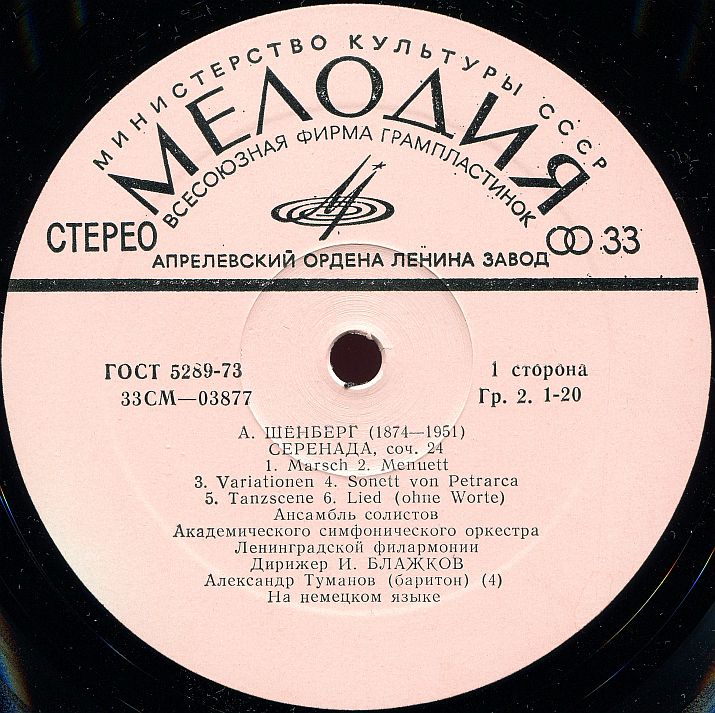 МИНИСТЕРСТВО КУЛЬТУРЫ СССР
МЕЛОДИЯ
ВСЕСОЮЗНАЯ ФИРМА ГРАМПЛАСТИНОК
СТЕРЕО
33
АПРЕЛЕВСКИЙ ОРДЕНА ЛЕНИНА ЗАВОД
ГОСТ 5289-73
1 сторона
33СМ—03877
Гр. 2. 1-20
А. ШЁНБЕРГ (1874—1951)
СЕРЕНАДА, соч. 24
1. Marsch 2. Menuett
3. Variationen 4. Sonett von Petrarca
5. Tanzscene 6. Lied (ohne Worte)
Ансамбль солистов
Академического симфонического оркестра
Ленинградской филармонии
Дирижер И. БЛАЖКОВ
Александр Туманов (баритон) (4)
На немецком языке